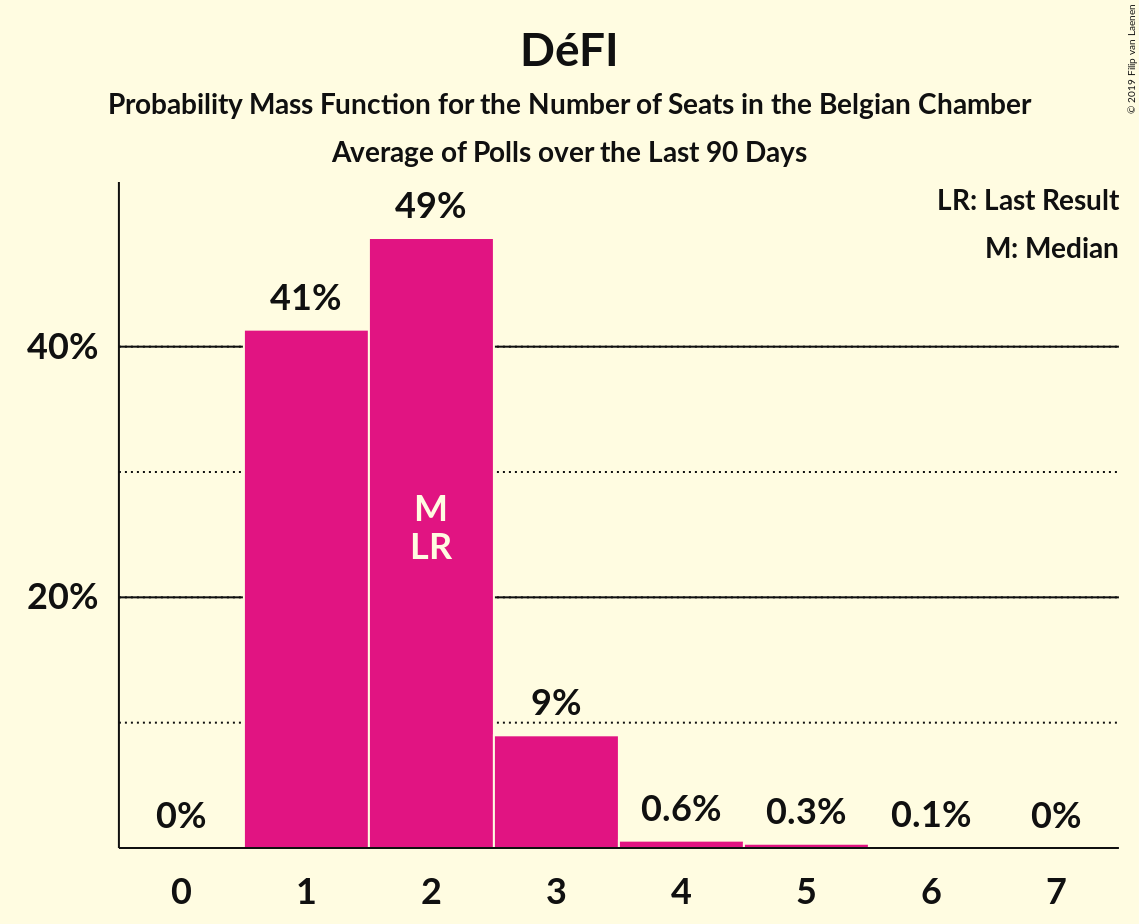 DéFI
Probability Mass Function for the Number of Seats in the Belgian Chamber
Average of Polls over the Last 90 Days
© 2019 Filip van Laenen
LR: Last Result
M: Median
49%
41%
40%
M
LR
20%
9%
0%
0.6%
0.3%
0.1%
0%
0 1 2 3 4 5 6 7